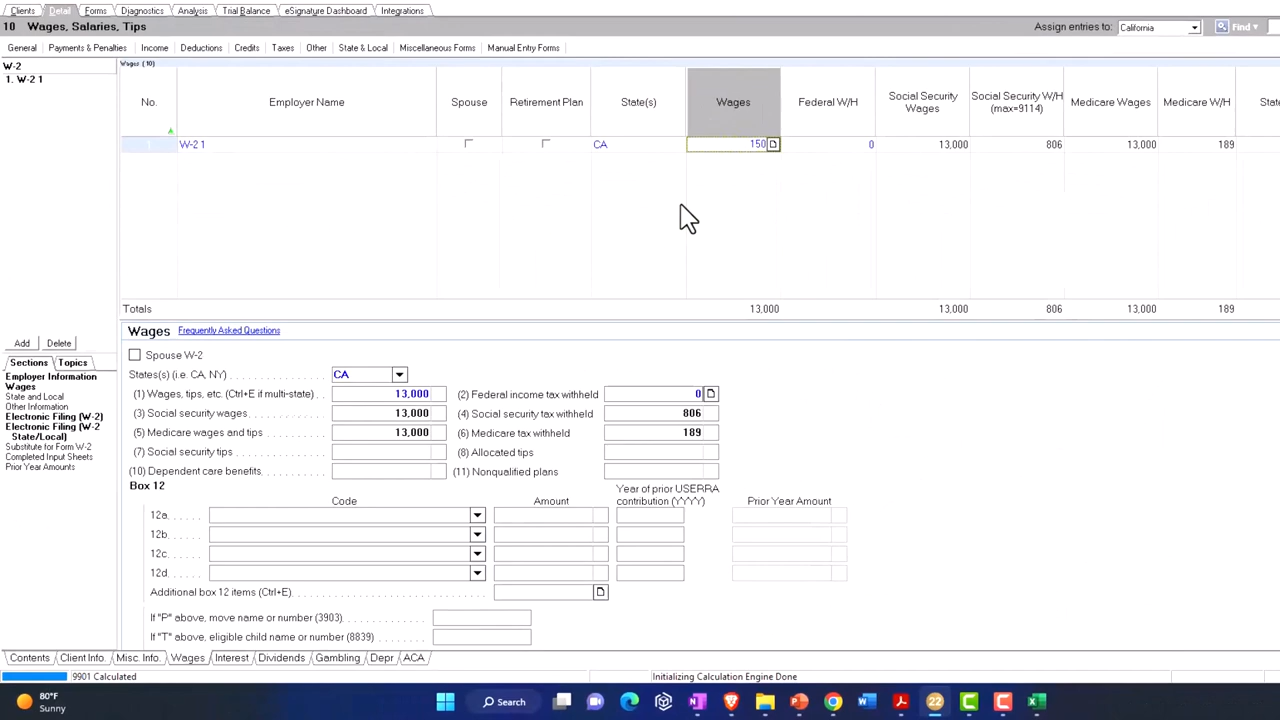 Clients Detail Forms Diagnostics Analysis Trial Balance eSignature Dashboard Integrations
10 Wages, Salaries, Tips Assign entries to: California Find
General Payments & Penalties Income Deductions Credits Taxes Other State & Local Miscellaneous Forms Manual Entry Forms
W-2 Wages (10)
1. W-2 1
No. Employer Name Spouse Retirement Plan State(s) Wages Federal W/H Social Security Wages Social Security W/H (max=9114) Medicare Wages Medicare W/H State
1 W-2 1 CA 150 0 13,000 806 13,000 189
Totals 13,000 13,000 806 13,000 189
Wages Frequently Asked Questions
Add Delete
Spouse W-2
Sections Topics
Employer Information
Wages
State and Local
Other Information
Electronic Filing (W-2)
Electronic Filing (W-2
State/Local)
Substitute for Form W-2
Completed Input Sheets
Prior Year Amounts
States(s) (i.e. CA, NY) CA
(1) Wages, tips, etc. (Ctrl+E if multi-state) 13,000 (2) Federal income tax withheld 0
(3) Social security wages 13,000 (4) Social security tax withheld 806
(5) Medicare wages and tips 13,000 (6) Medicare tax withheld 189
(7) Social security tips (8) Allocated tips
(10) Dependent care benefits (11) Nonqualified plans
Box 12
Code Amount Year of prior USERRA contribution (YYYY) Prior Year Amount
12a
12b
12c
12d
Additional box 12 items (Ctrl+E)
If "P" above, move name or number (3903)
If "T" above, eligible child name or number (8839)
Contents Client Info. Misc. Info. Wages Interest Dividends Gambling Depr ACA
9901 Calculated Initializing Calculation Engine Done
80°F
Sunny
Search
22